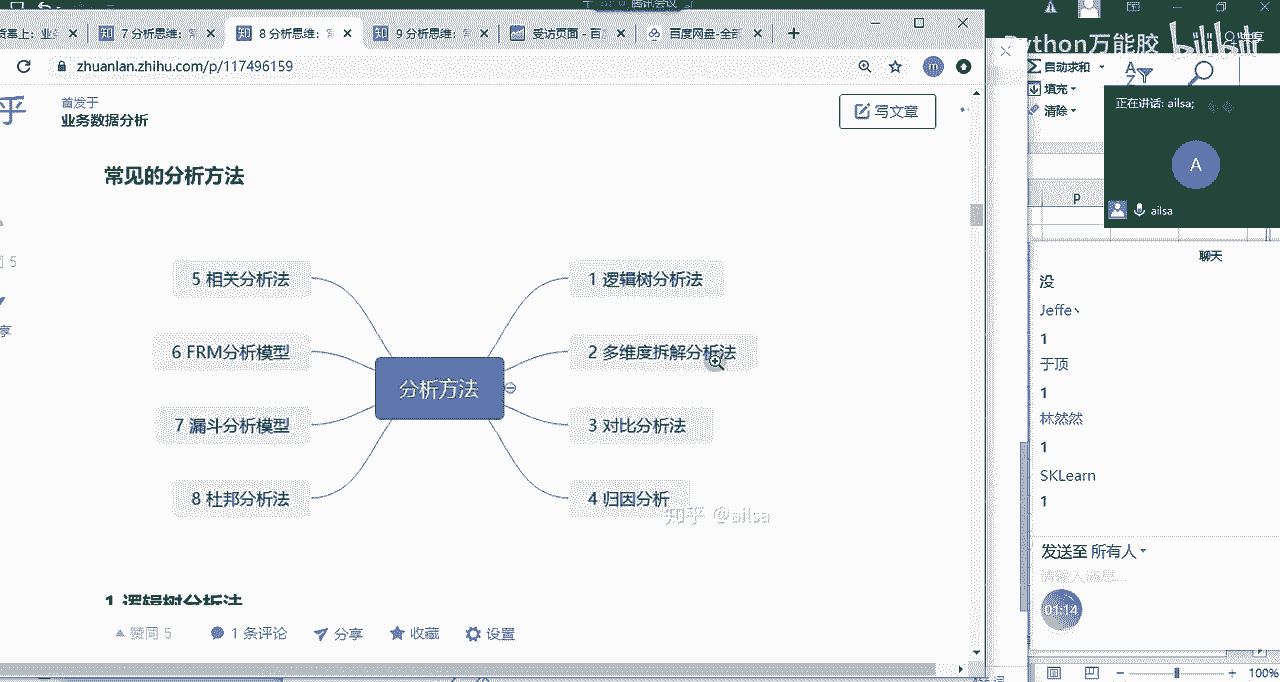 腾讯会议
7 分析思维：
8 分析思维：
9 分析思维：
受访页面 - 百
百度网盘-全部
zhuanlan.zhihu.com/p/117496159
m
首发于
业务数据分析
写文章
常见的分析方法
5 相关分析法
1 逻辑树分析法
6 FRM分析模型
2 多维度拆解分析法
分析方法
7 漏斗分析模型
3 对比分析法
8 杜邦分析法
4 归因分析
知乎 @ailsa
1 逻辑树分析法
赞同 5
1 条评论
分享
收藏
设置
Python万能胶
bilibili
自动求和
填充
清除
P
正在讲话: ailsa;
A
ailsa
聊天
没
Jeffe丶
1
于顶
1
林然然
1
SKLearn
1
发送至 所有人
请输入消息...
01:14
100%